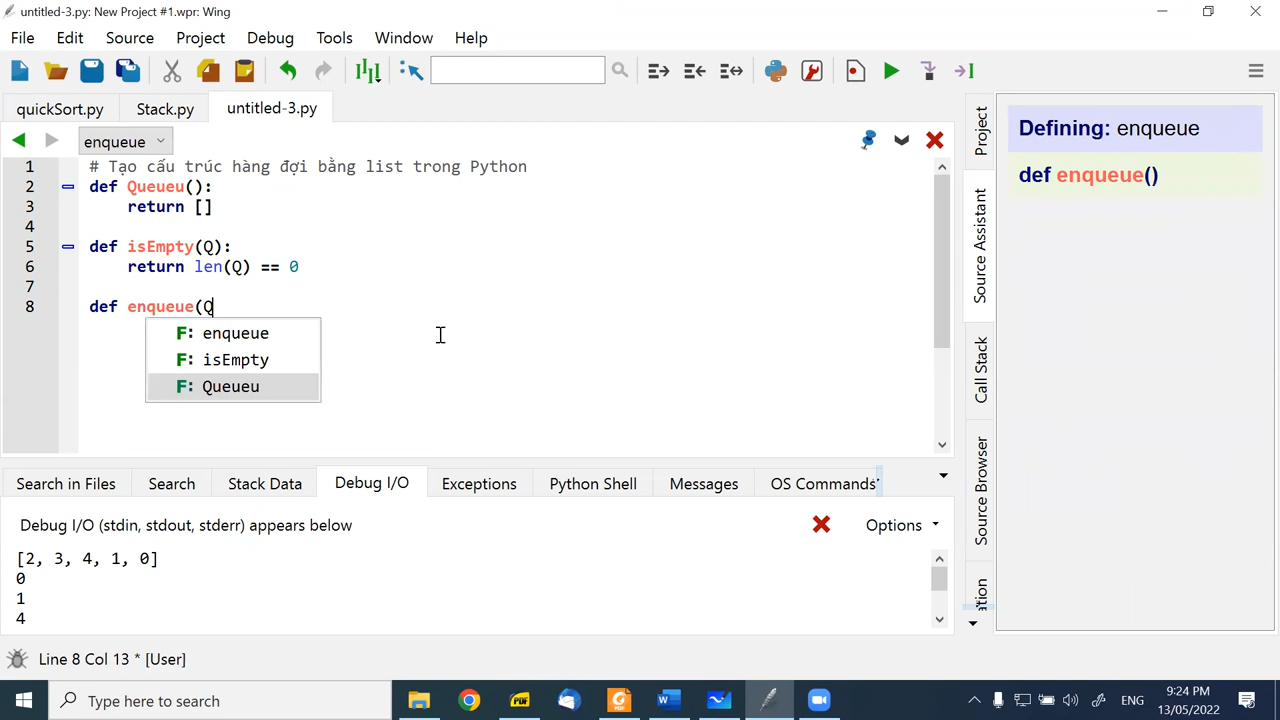 untitled-3.py: New Project #1.wpr: Wing
File Edit Source Project Debug Tools Window Help
quickSort.py Stack.py untitled-3.py
enqueue
1 # Tạo cấu trúc hàng đợi bằng list trong Python
2 def Queueu():
3 return []
4
5 def isEmpty(Q):
6 return len(Q) == 0
7
8 def enqueue(Q
F: enqueue
F: isEmpty
F: Queueu
Project
Source Assistant
Call Stack
Source Browser
Defining: enqueue
def enqueue()
Search in Files Search Stack Data Debug I/O Exceptions Python Shell Messages OS Commands
Debug I/O (stdin, stdout, stderr) appears below
Options
[2, 3, 4, 1, 0]
0
1
4
Line 8 Col 13 * [User]
Type here to search
PDF
PDF
ENG
9:24 PM
13/05/2022